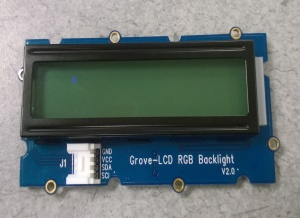 J1
GND
VCC
SDA
SCL
Grove-LCD RGB Backlight
V2.0